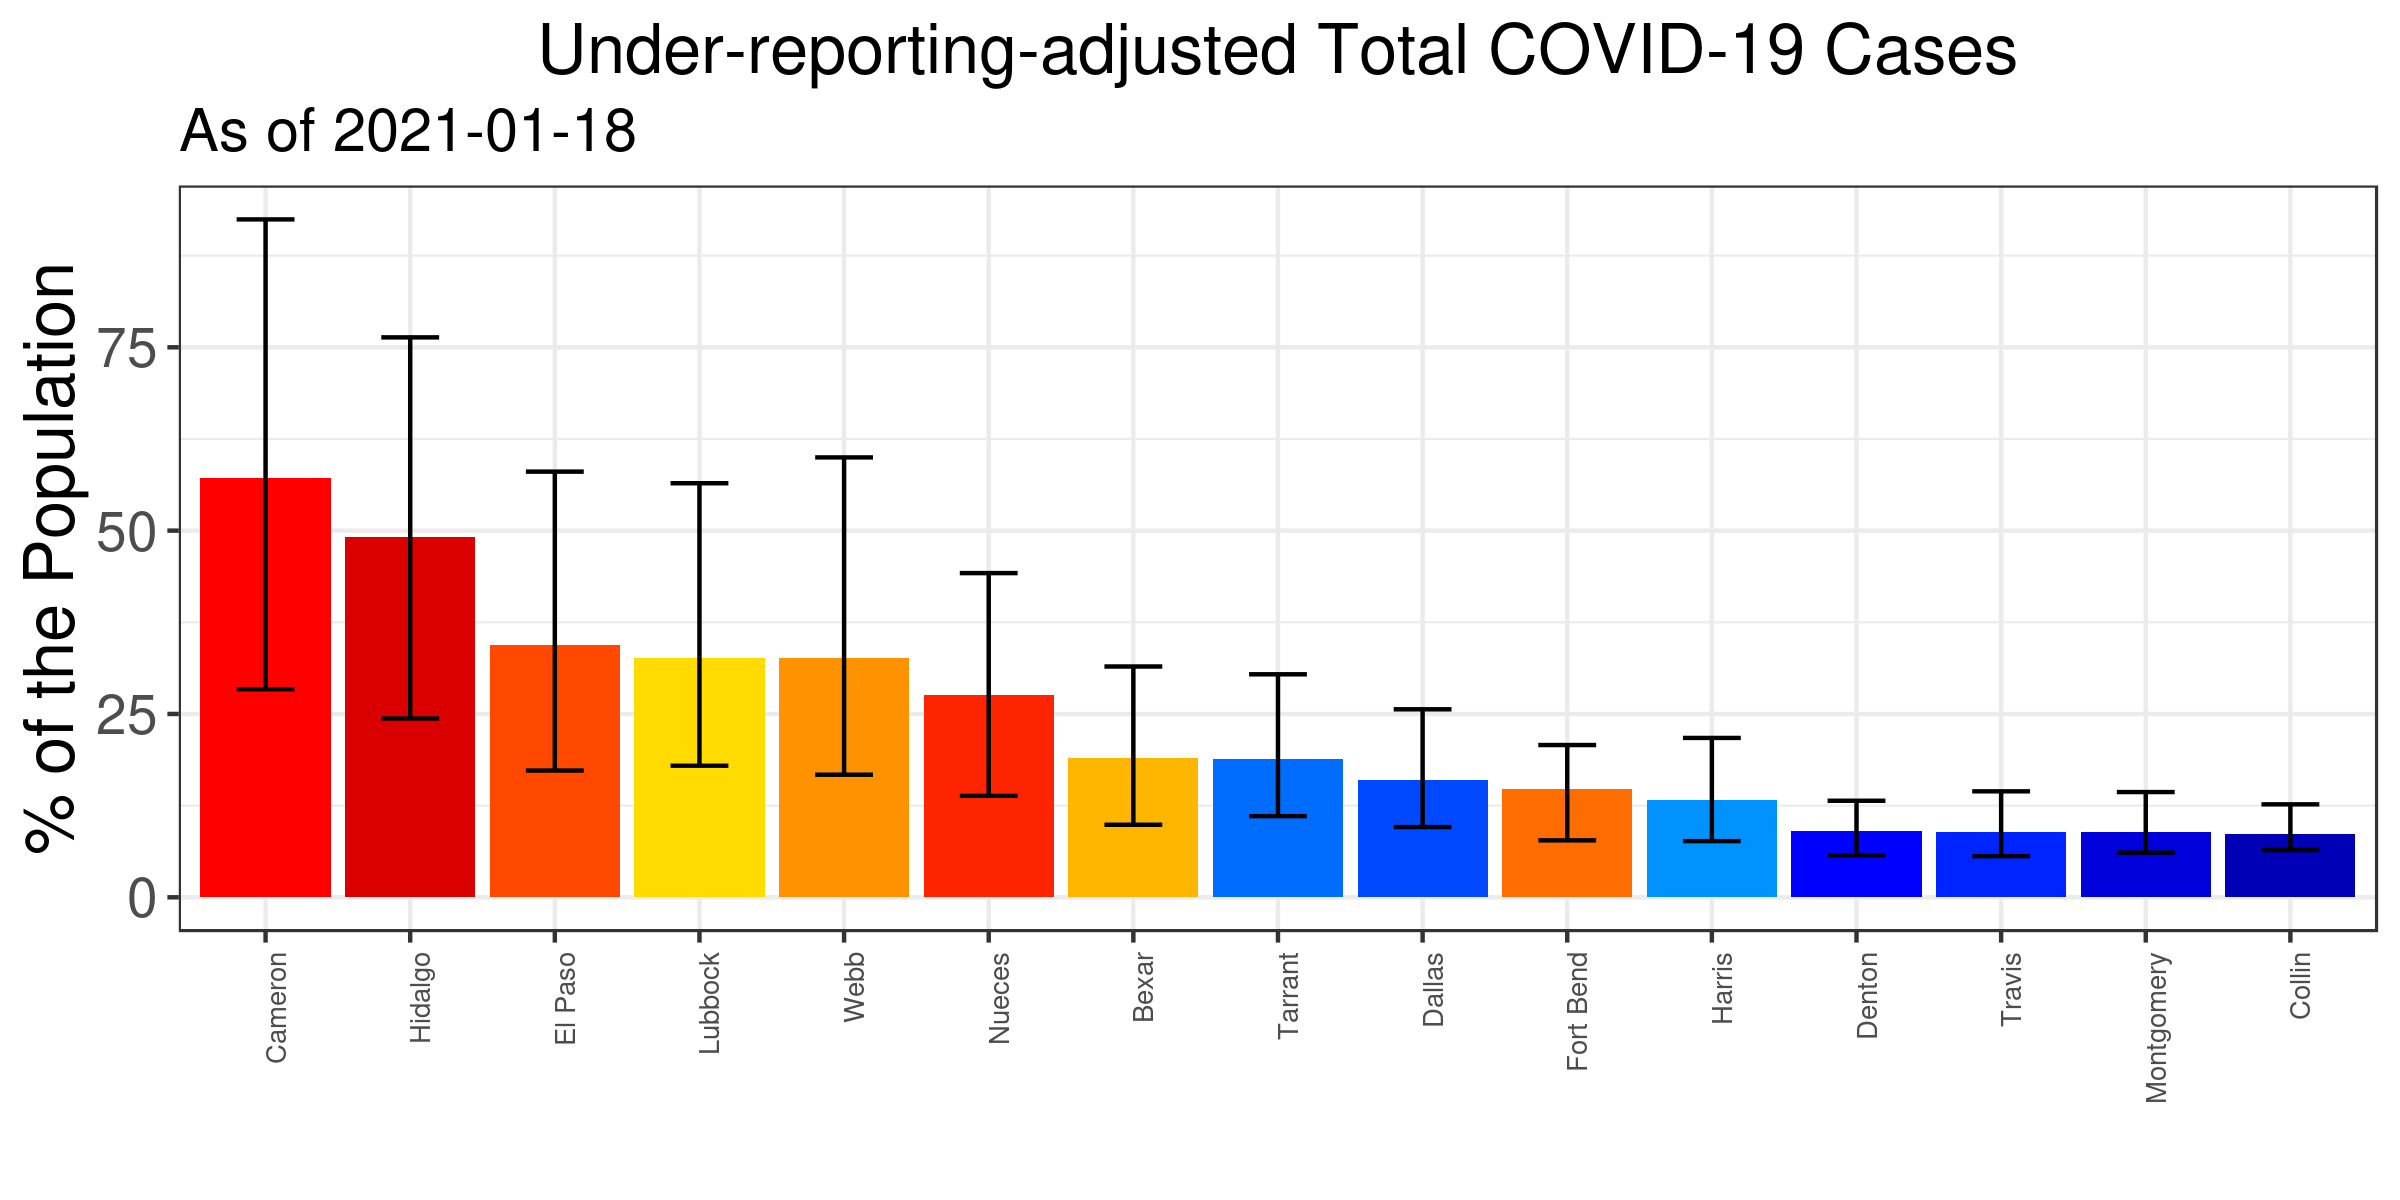 Under-reporting-adjusted Total COVID-19 Cases
As of 2021-01-18
% of the Population
75
50
25
0
Cameron
Hidalgo
El Paso
Lubbock
Webb
Nueces
Bexar
Tarrant
Dallas
Fort Bend
Harris
Denton
Travis
Montgomery
Collin